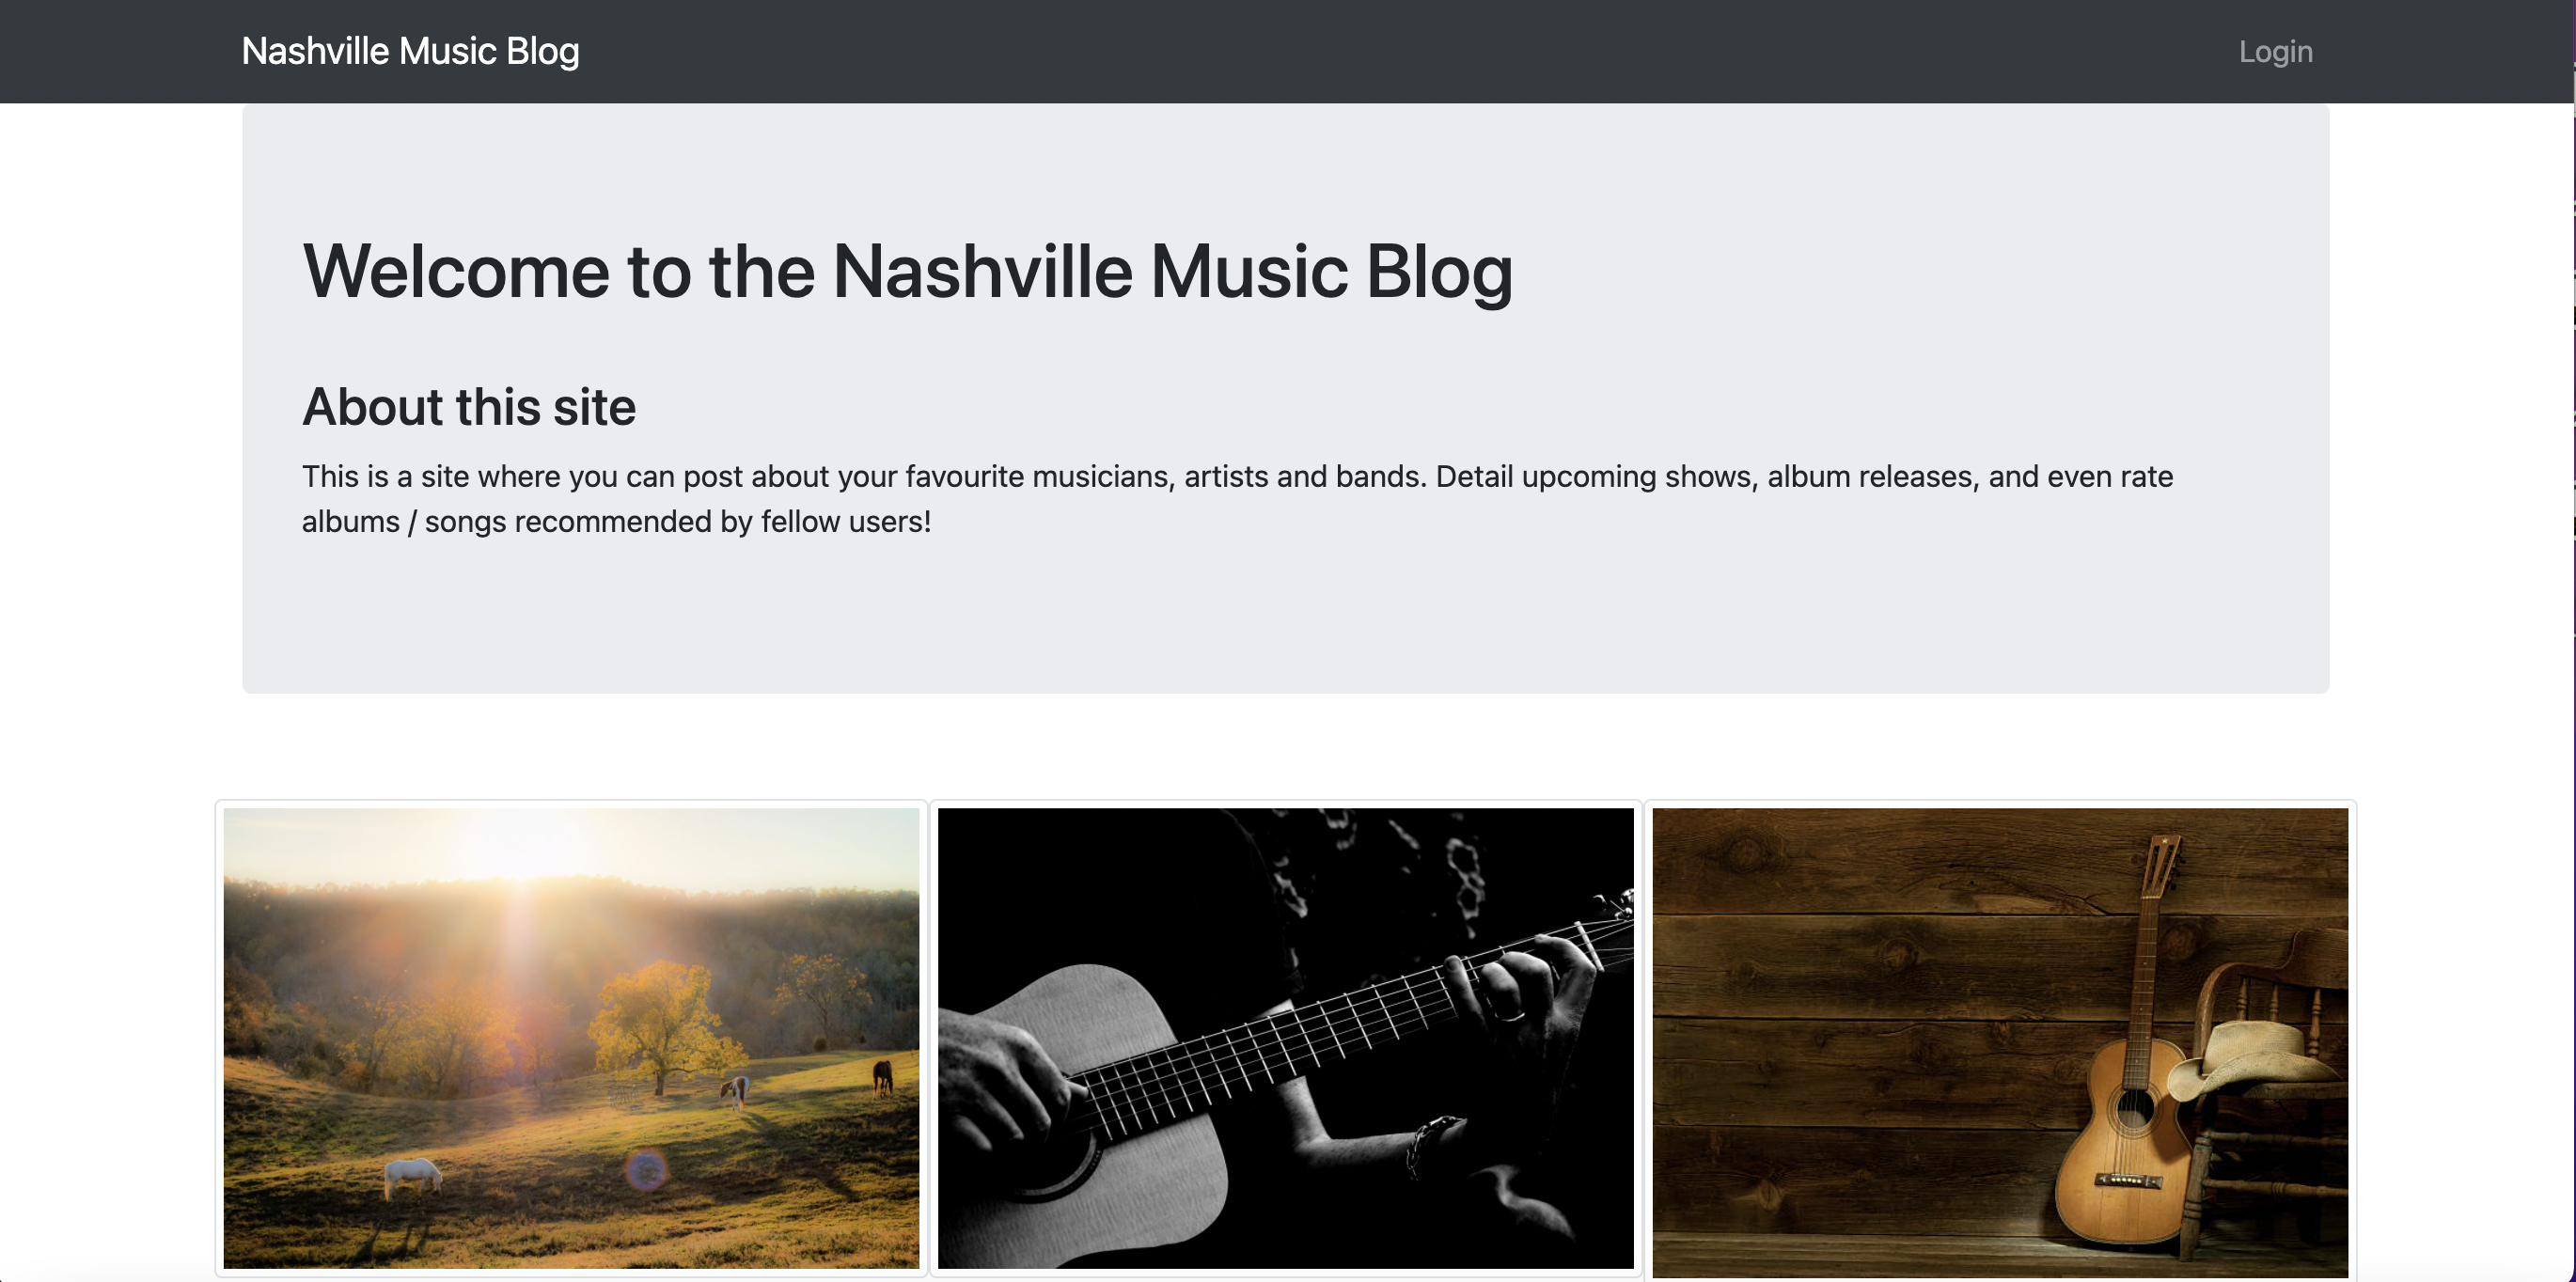 Nashville Music Blog
Login
Welcome to the Nashville Music Blog
About this site
This is a site where you can post about your favourite musicians, artists and bands. Detail upcoming shows, album releases, and even rate
albums / songs recommended by fellow users!